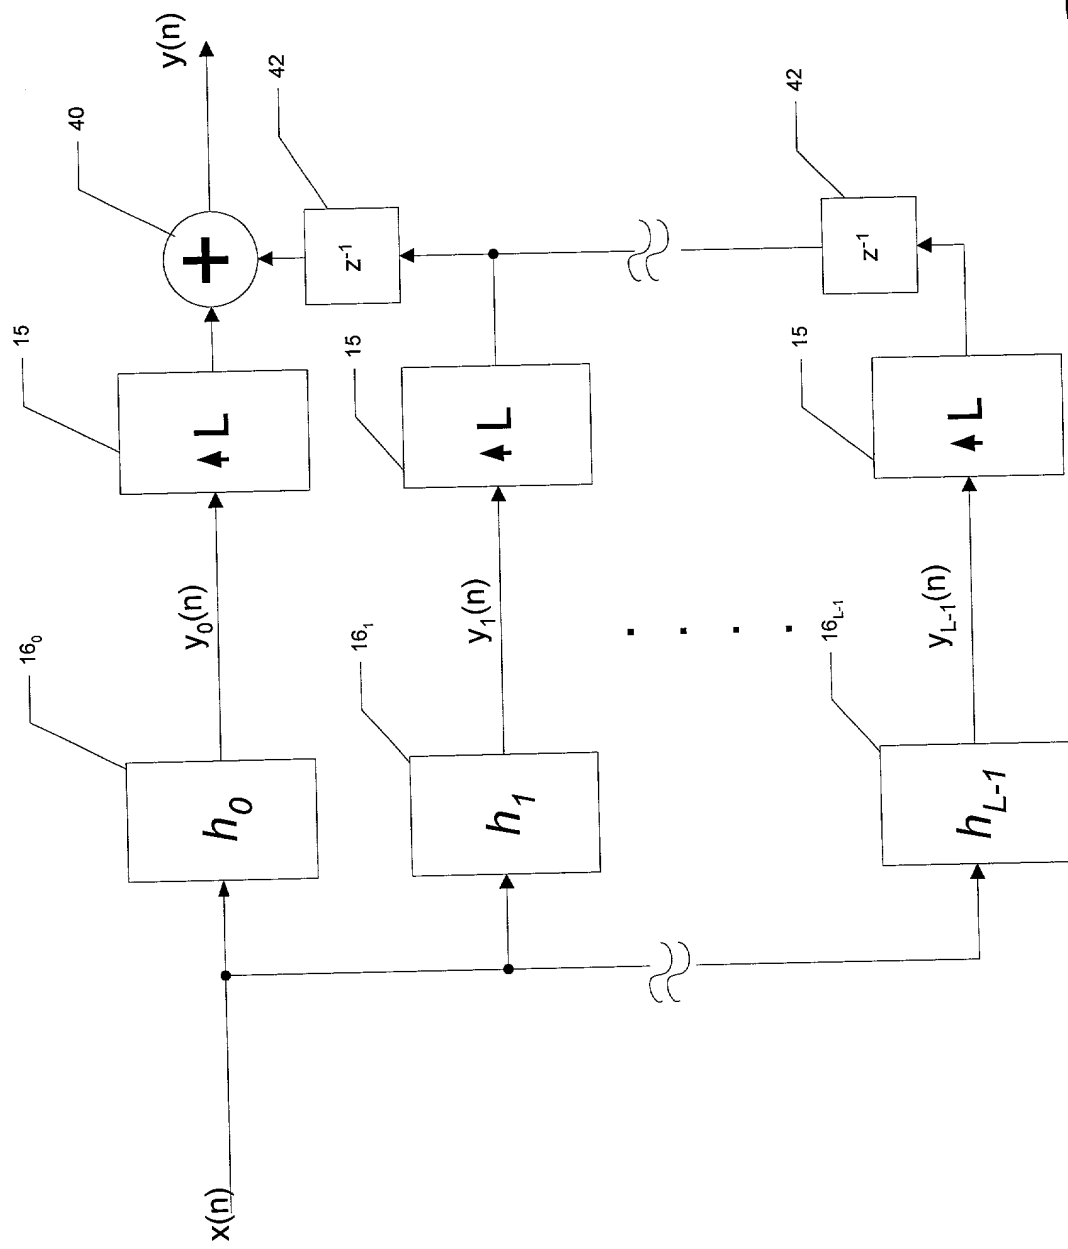 x(n)
h0
160
y0(n)
↑ L
15
+
40
y(n)
z-1
42
h1
161
y1(n)
↑ L
15
. . . .
hL-1
16L-1
yL-1(n)
↑ L
15
z-1
42